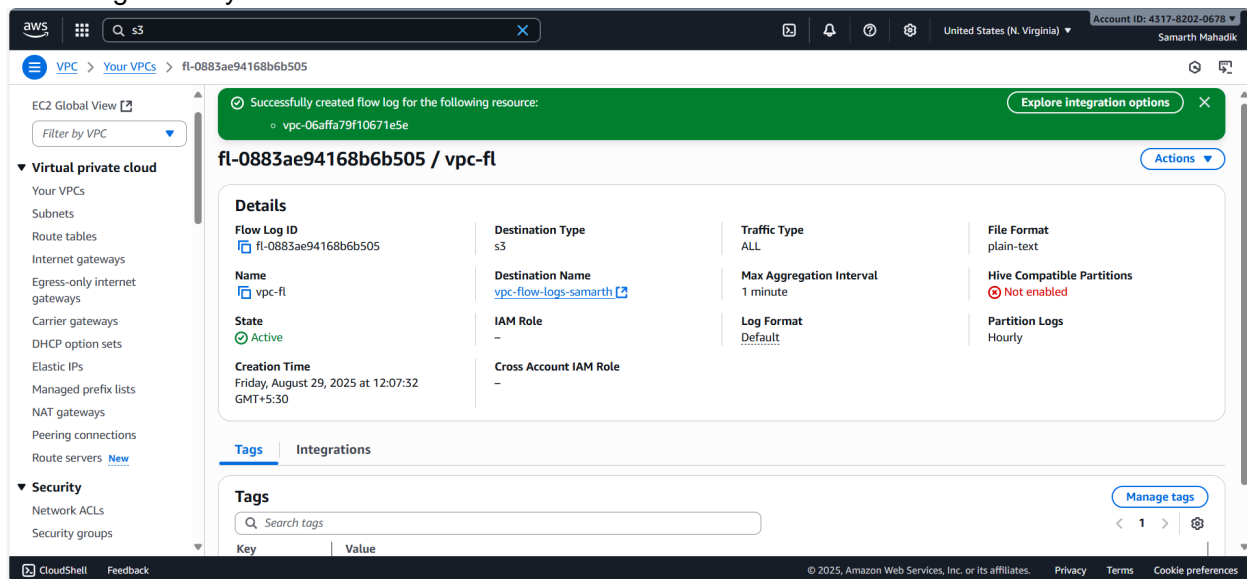 aws
s3
United States (N. Virginia)
Account ID: 4317-8202-0678
Samarth Mahadik
VPC > Your VPCs > fl-0883ae94168b6b505
EC2 Global View
Filter by VPC
Virtual private cloud
Your VPCs
Subnets
Route tables
Internet gateways
Egress-only internet
gateways
Carrier gateways
DHCP option sets
Elastic IPs
Managed prefix lists
NAT gateways
Peering connections
Route servers New
Security
Network ACLs
Security groups
Successfully created flow log for the following resource:
vpc-06affa79f10671e5e
Explore integration options
fl-0883ae94168b6b505 / vpc-fl
Actions
Details
Flow Log ID
fl-0883ae94168b6b505
Destination Type
s3
Traffic Type
ALL
File Format
plain-text
Name
vpc-fl
Destination Name
vpc-flow-logs-samarth
Max Aggregation Interval
1 minute
Hive Compatible Partitions
Not enabled
State
Active
IAM Role
–
Log Format
Default
Partition Logs
Hourly
Creation Time
Friday, August 29, 2025 at 12:07:32
GMT+5:30
Cross Account IAM Role
–
Tags
Integrations
Tags
Manage tags
Search tags
1
Key
Value
CloudShell
Feedback
© 2025, Amazon Web Services, Inc. or its affiliates.
Privacy
Terms
Cookie preferences